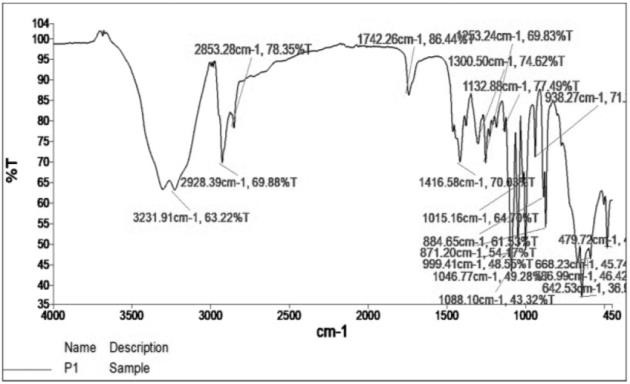 104
100
95
90
85
80
75
70
65
60
55
50
45
40
35
%T
4000
3500
3000
2500
2000
1500
1000
450
cm-1
1742.26cm-1, 86.44%T
1253.24cm-1, 69.83%T
2853.28cm-1, 78.35%T
1300.50cm-1, 74.62%T
1132.88cm-1, 77.49%T
938.27cm-1, 71.
2928.39cm-1, 69.88%T
1416.58cm-1, 70.03%T
3231.91cm-1, 63.22%T
1015.16cm-1, 64.70%T
884.65cm-1, 61.53%T
479.72cm-1,
871.20cm-1, 54.17%T
999.41cm-1, 48.55%T
668.23cm-1, 45.74
1046.77cm-1, 49.28%T
46.42
642.53cm-1, 36.
1088.10cm-1, 43.32%T
Name Description
P1 Sample